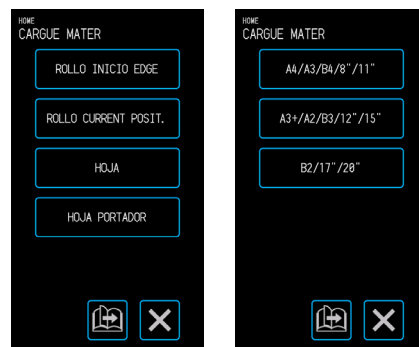 HOME
CARGUE MATER
ROLLO INICIO EDGE
ROLLO CURRENT POSIT.
HOJA
HOJA PORTADOR
HOME
CARGUE MATER
A4/A3/B4/8"/11"
A3+/A2/B3/12"/15"
B2/17"/20"